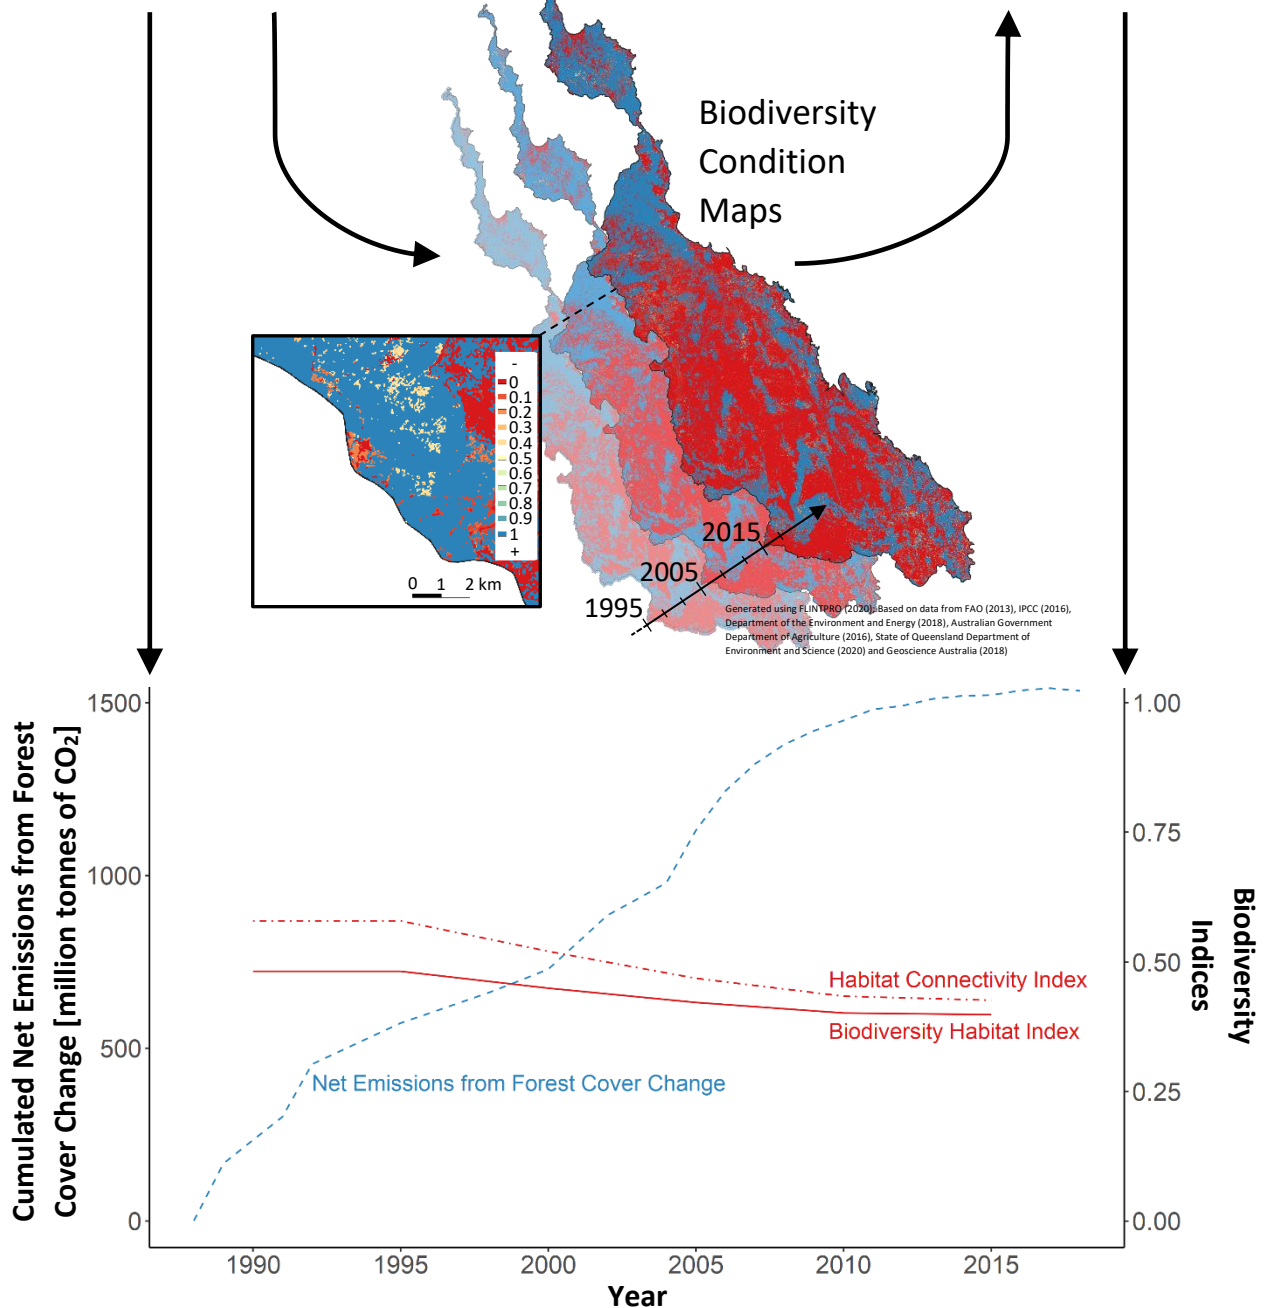 Biodiversity
Condition
Maps
-
0
0.1
0.2
0.3
0.4
0.5
0.6
0.7
0.8
0.9
1
+
0 1 2 km
2015
2005
1995
Generated using FLINTPRO (2020); Based on data from FAO (2013), IPCC (2016),
Department of the Environment and Energy (2018), Australian Government
Department of Agriculture (2016), State of Queensland Department of
Environment and Science (2020) and Geoscience Australia (2018)
Cumulated Net Emissions from Forest
Cover Change [million tonnes of CO₂]
1500
1000
500
0
1.00
0.75
0.50
0.25
0.00
Biodiversity
Indices
Habitat Connectivity Index
Biodiversity Habitat Index
Net Emissions from Forest Cover Change
1990 1995 2000 2005 2010 2015
Year